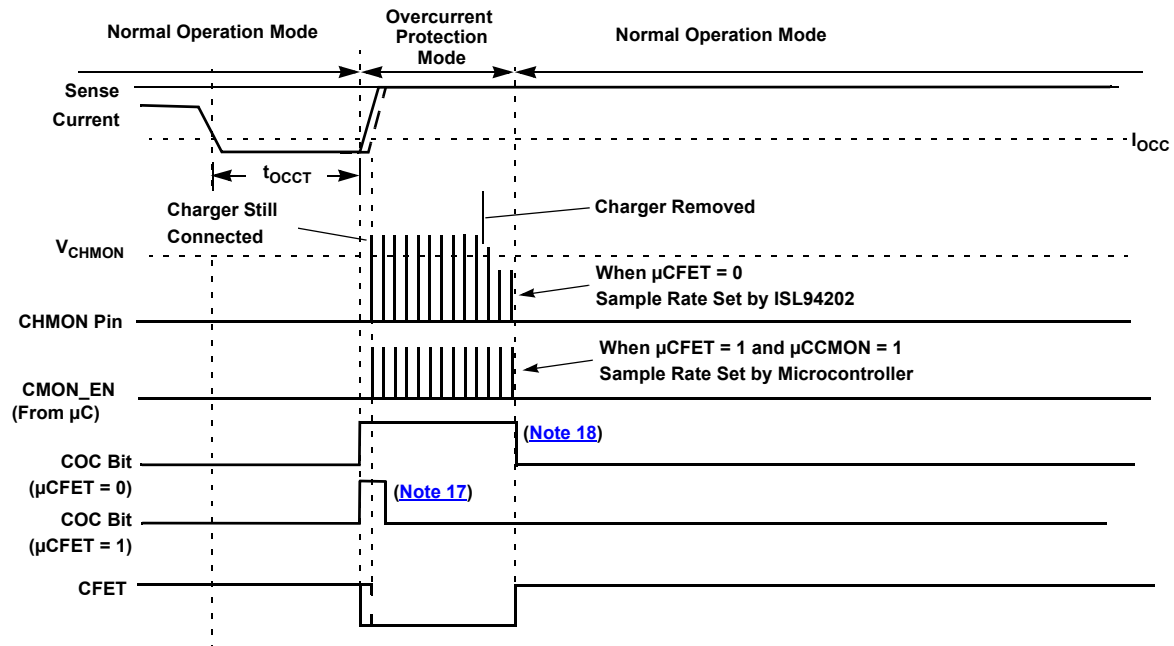 Normal Operation Mode
Overcurrent
Protection
Mode
Normal Operation Mode
Sense
Current
IOCC
tOCCT
Charger Still
Connected
Charger Removed
VCHMON
When µCFET = 0
Sample Rate Set by ISL94202
CHMON Pin
When µCFET = 1 and µCCMON = 1
Sample Rate Set by Microcontroller
CMON_EN
(From µC)
(Note 18)
COC Bit
(µCFET = 0)
(Note 17)
COC Bit
(µCFET = 1)
CFET